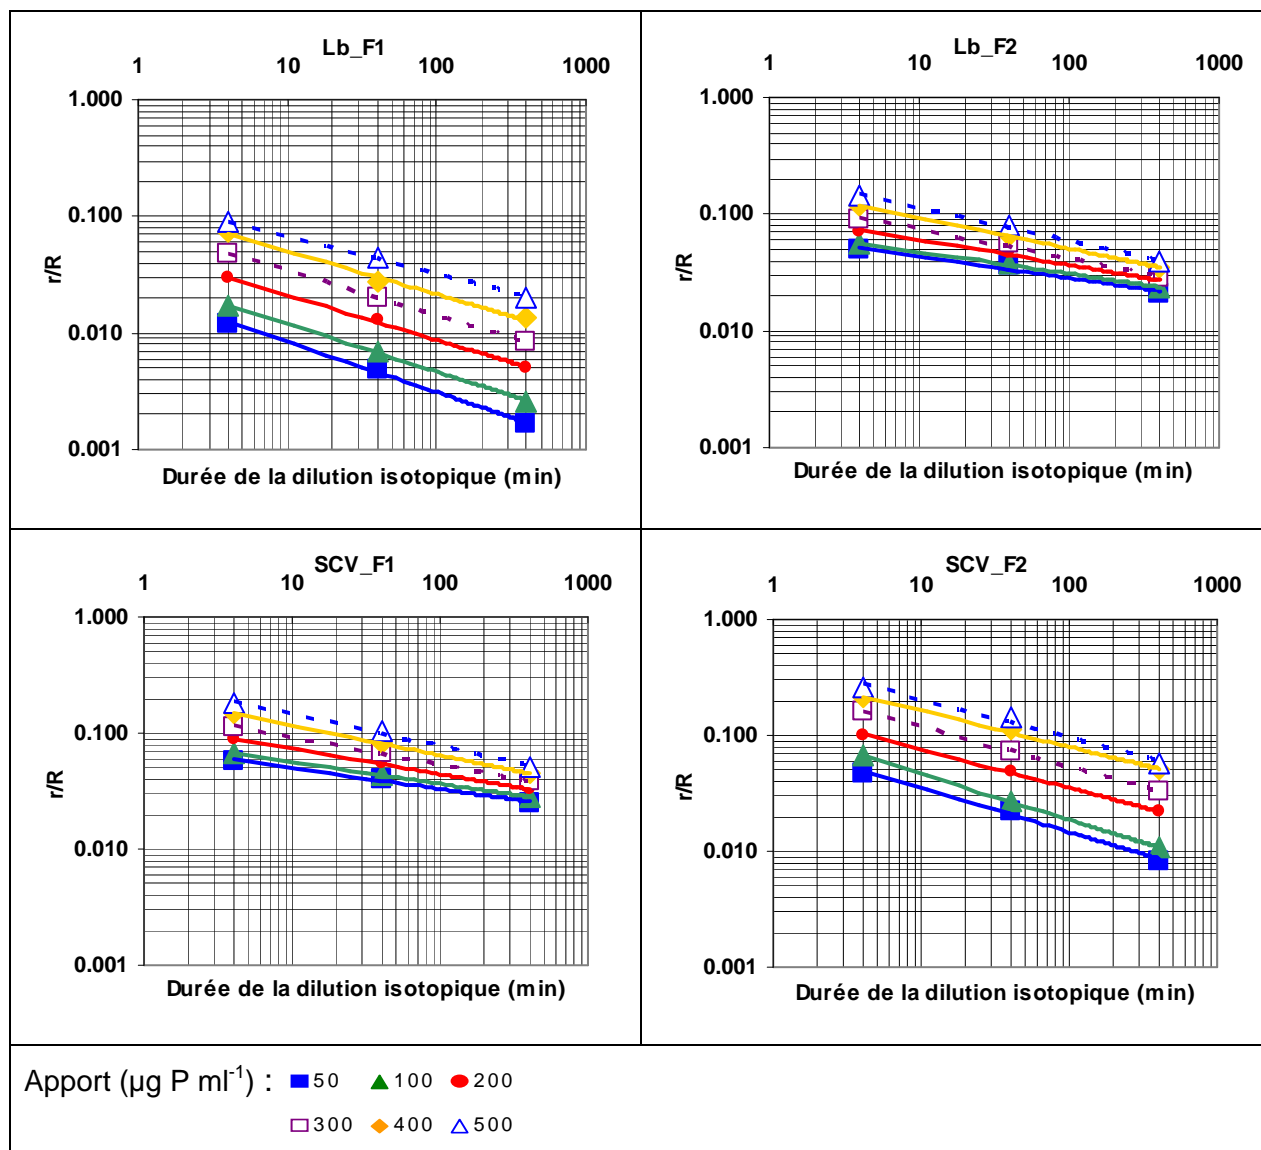 Lb_F1
1 10 100 1000
1.000
0.100
0.010
0.001
r/R
Durée de la dilution isotopique (min)
Lb_F2
1 10 100 1000
1.000
0.100
0.010
0.001
r/R
Durée de la dilution isotopique (min)
SCV_F1
1 10 100 1000
1.000
0.100
0.010
0.001
r/R
Durée de la dilution isotopique (min)
SCV_F2
1 10 100 1000
1.000
0.100
0.010
0.001
r/R
Durée de la dilution isotopique (min)
Apport (µg P ml⁻¹) : 50 100 200
300 400 500